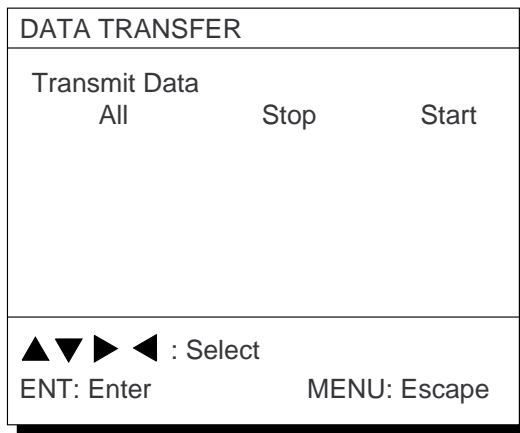 DATA TRANSFER
Transmit Data
All Stop Start
▲▼▶◀ : Select
ENT: Enter MENU: Escape